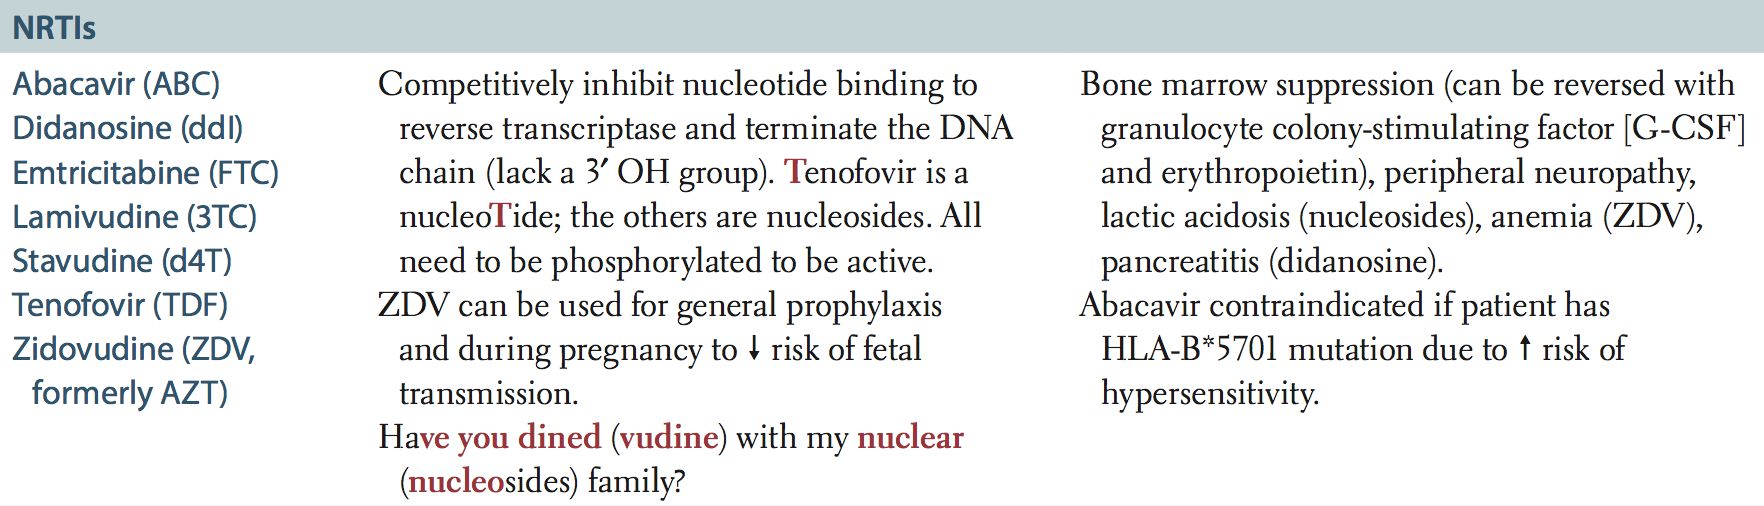 NRTIs
Abacavir (ABC)
Didanosine (ddI)
Emtricitabine (FTC)
Lamivudine (3TC)
Stavudine (d4T)
Tenofovir (TDF)
Zidovudine (ZDV,
formerly AZT)
Competitively inhibit nucleotide binding to
reverse transcriptase and terminate the DNA
chain (lack a 3′ OH group). Tenofovir is a
nucleoTide; the others are nucleosides. All
need to be phosphorylated to be active.
ZDV can be used for general prophylaxis
and during pregnancy to ↓ risk of fetal
transmission.
Have you dined (vudine) with my nuclear
(nucleosides) family?
Bone marrow suppression (can be reversed with
granulocyte colony-stimulating factor [G-CSF]
and erythropoietin), peripheral neuropathy,
lactic acidosis (nucleosides), anemia (ZDV),
pancreatitis (didanosine).
Abacavir contraindicated if patient has
HLA-B*5701 mutation due to ↑ risk of
hypersensitivity.